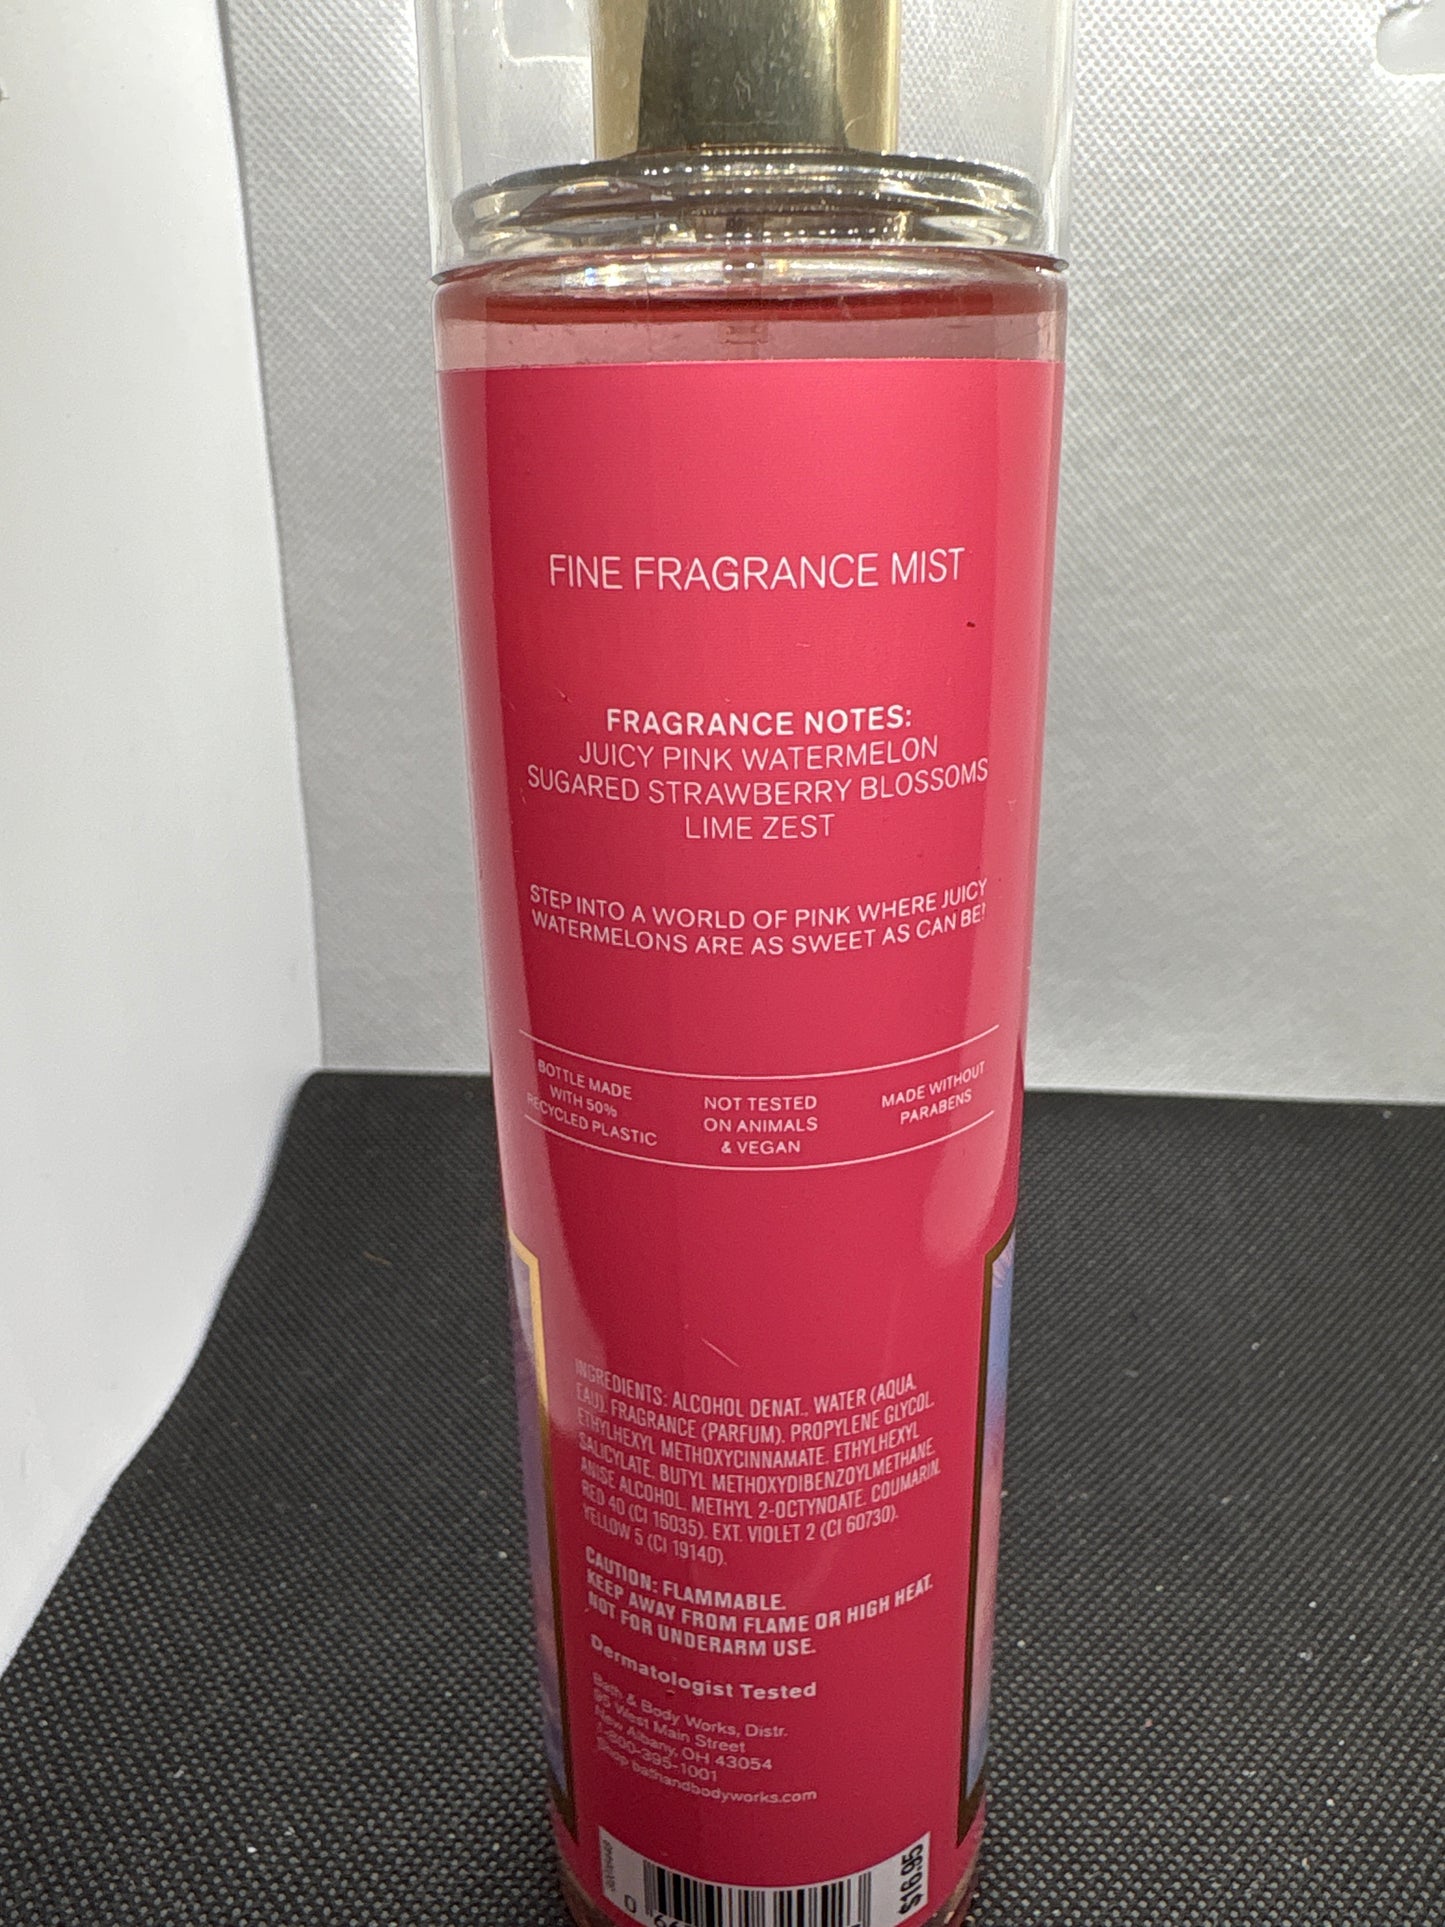 FINE FRAGRANCE MIST
FRAGRANCE NOTES:
JUICY PINK WATERMELON
SUGARED STRAWBERRY BLOSSOMS
LIME ZEST
STEP INTO A WORLD OF PINK WHERE JUICY
WATERMELONS ARE AS SWEET AS CAN BE!
BOTTLE MADE
WITH 50%
RECYCLED PLASTIC
NOT TESTED
ON ANIMALS
& VEGAN
MADE WITHOUT
PARABENS
INGREDIENTS: ALCOHOL DENAT., WATER (AQUA,
EAU), FRAGRANCE (PARFUM), PROPYLENE GLYCOL,
ETHYLHEXYL METHOXYCINNAMATE, ETHYLHEXYL
SALICYLATE, BUTYL METHOXYDIBENZOYLMETHANE,
ANISE ALCOHOL, METHYL 2-OCTYNOATE, COUMARIN,
RED 40 (CI 16035), EXT. VIOLET 2 (CI 60730),
YELLOW 5 (CI 19140).
CAUTION: FLAMMABLE.
KEEP AWAY FROM FLAME OR HIGH HEAT.
NOT FOR UNDERARM USE.
Dermatologist Tested
Bath & Body Works, Distr.
95 West Main Street
New Albany, OH 43054
1-800-395-1001
Shop bathandbodyworks.com
$16.95
0